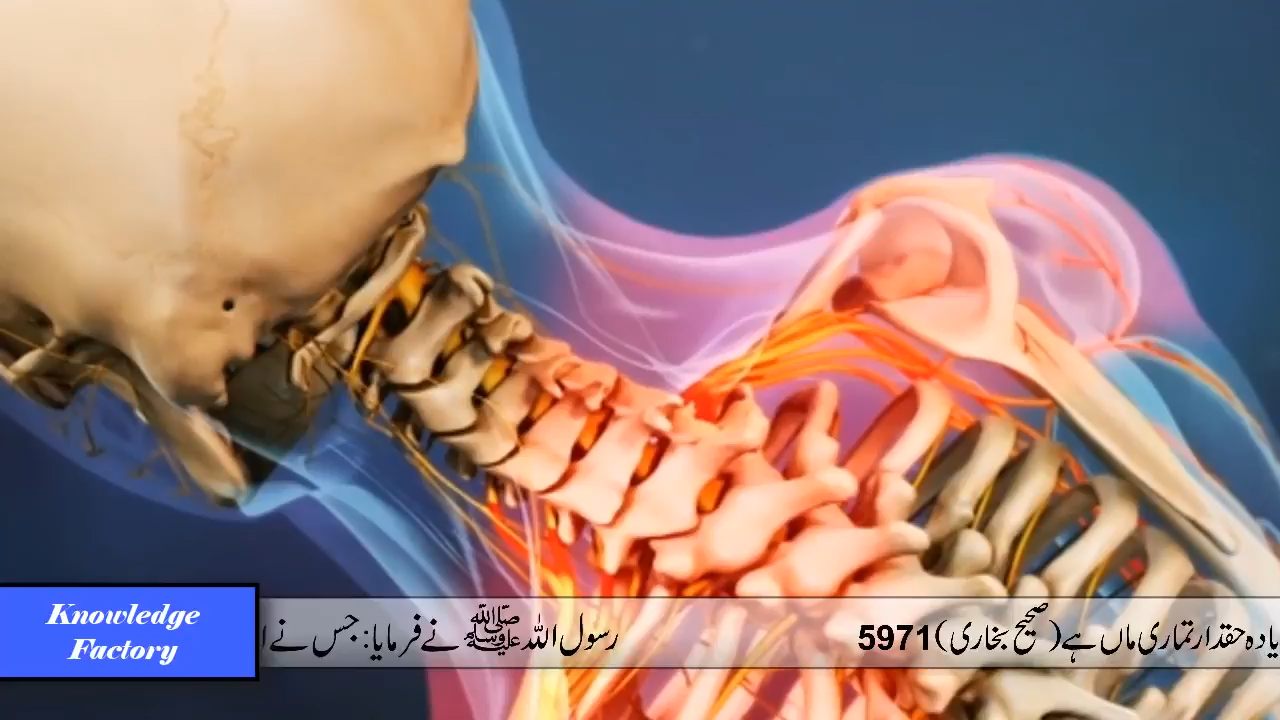 Knowledge
Factory
یادہ حقدار تمہاری ماں ہے (صحیح بخاری) 5971 رسول اللہ ﷺ نے فرمایا: جس نے ا